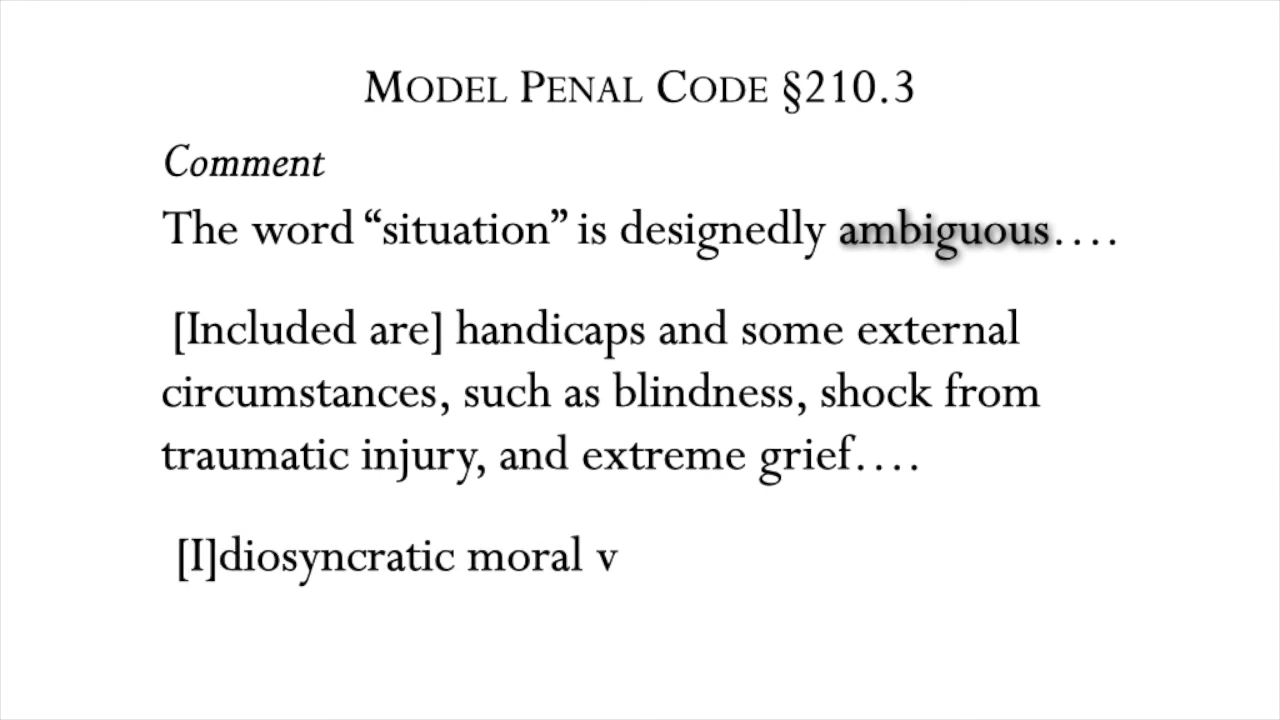 MODEL PENAL CODE §210.3
Comment
The word “situation” is designedly ambiguous….
[Included are] handicaps and some external
circumstances, such as blindness, shock from
traumatic injury, and extreme grief….
[I]diosyncratic moral v